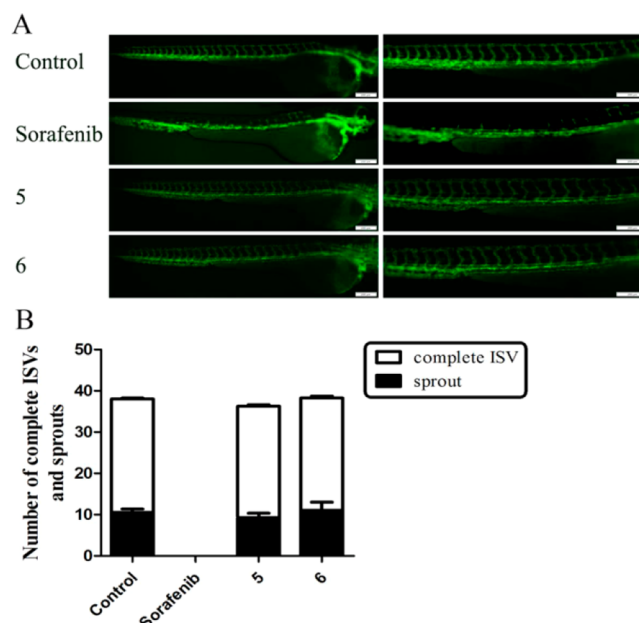 A
Control
Sorafenib
5
6
B
Number of complete ISVs
and sprouts
50
40
30
20
10
0
Control
Sorafenib
5
6
complete ISV
sprout